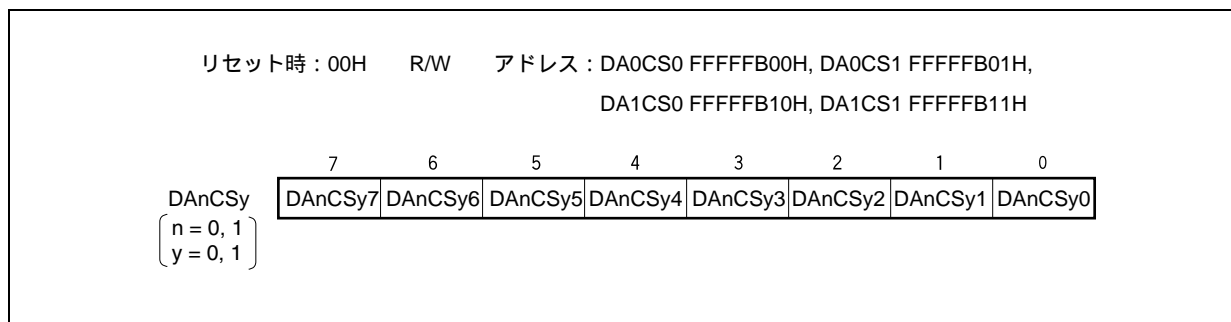 リセット時：00H R/W アドレス：DA0CS0 FFFFFB00H, DA0CS1 FFFFFB01H,
DA1CS0 FFFFFB10H, DA1CS1 FFFFFB11H
7 6 5 4 3 2 1 0
DAnCSy DAnCSy7 DAnCSy6 DAnCSy5 DAnCSy4 DAnCSy3 DAnCSy2 DAnCSy1 DAnCSy0
n = 0, 1
y = 0, 1